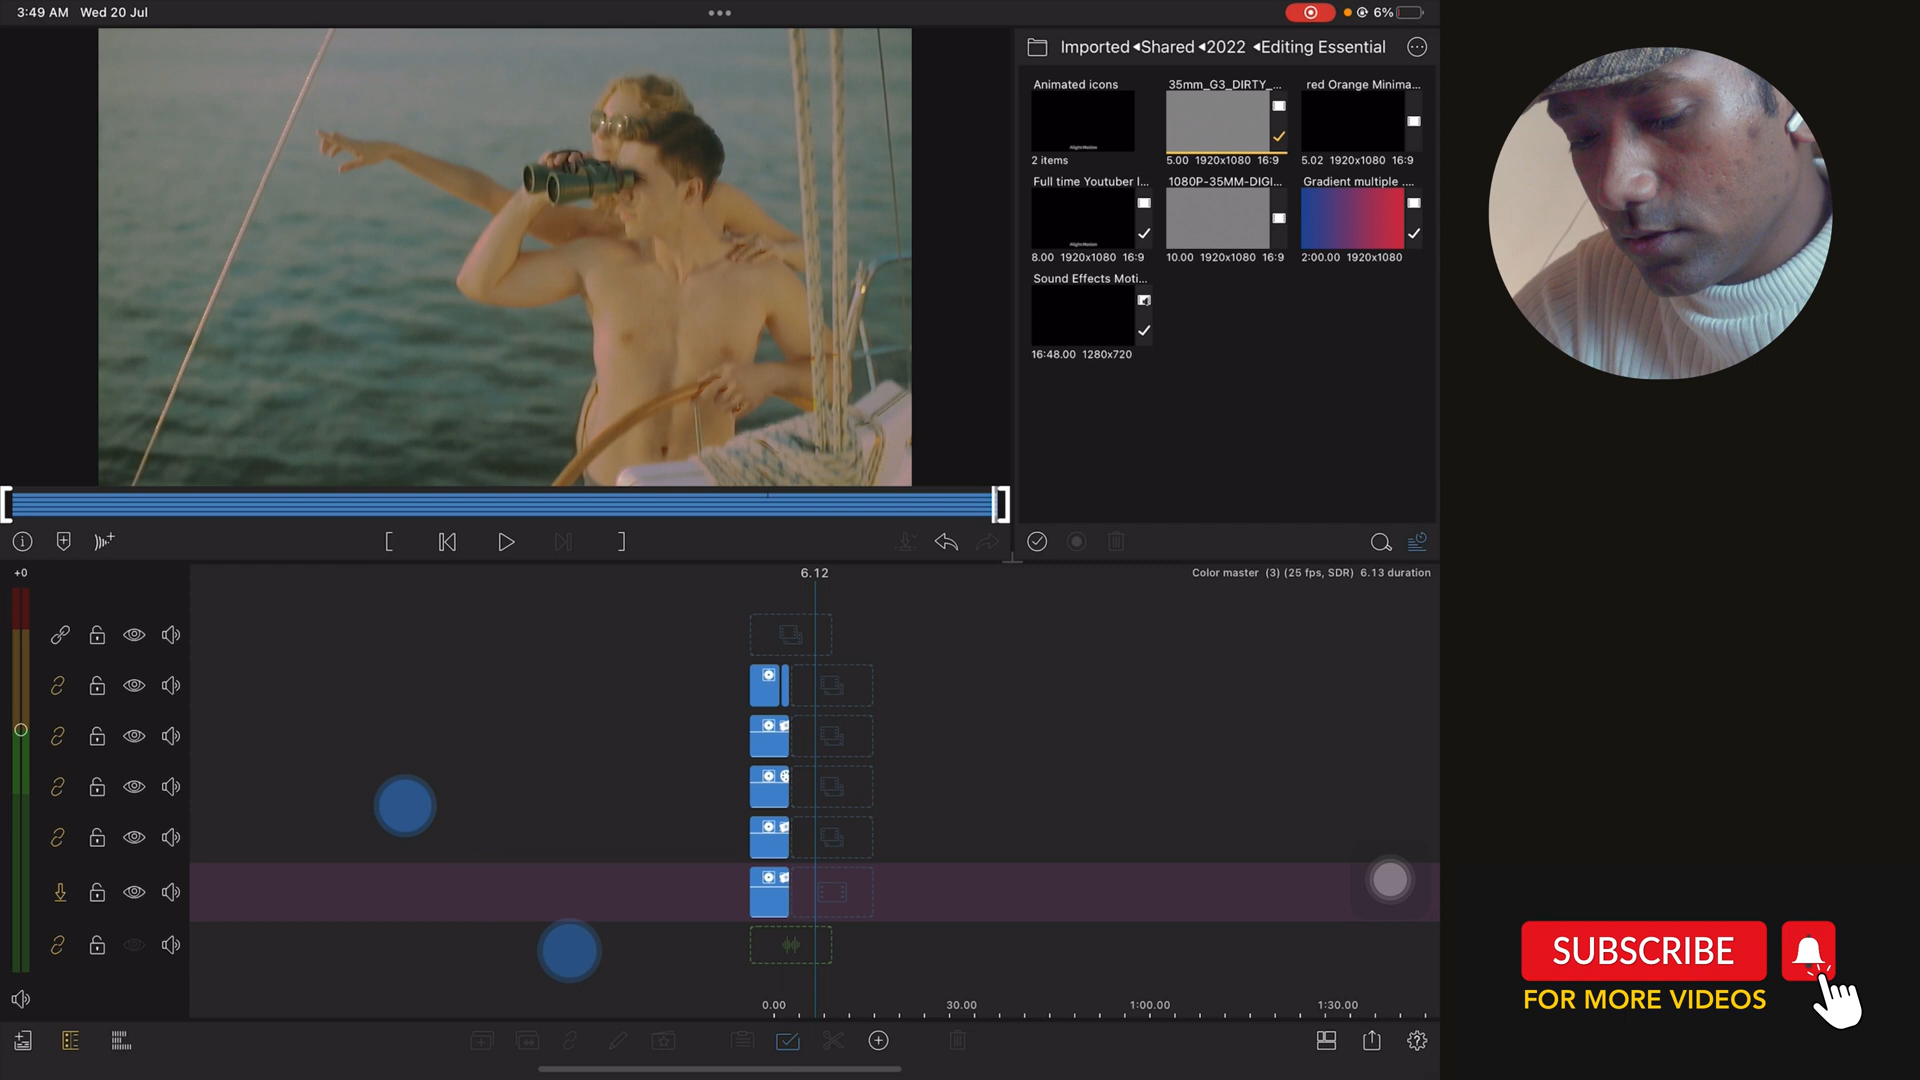 3:49 AM Wed 20 Jul
6%
Imported ◂Shared ◂2022 ◂Editing Essential
Animated icons
35mm_G3_DIRTY_...
red Orange Minima...
2 items
5.00 1920x1080 16:9
5.02 1920x1080 16:9
Full time Youtuber I...
1080P-35MM-DIGI...
Gradient multiple ....
8.00 1920x1080 16:9
10.00 1920x1080 16:9
2:00.00 1920x1080
Sound Effects Moti...
16:48.00 1280x720
+0
6.12
Color master (3) (25 fps, SDR) 6.13 duration
0.00
30.00
1:00.00
1:30.00
SUBSCRIBE
FOR MORE VIDEOS